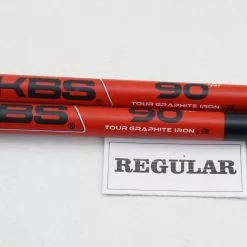 KBS® 90
TOUR GRAPHITE IRON
KBS® 90
TOUR GRAPHITE IRON | R
REGULAR